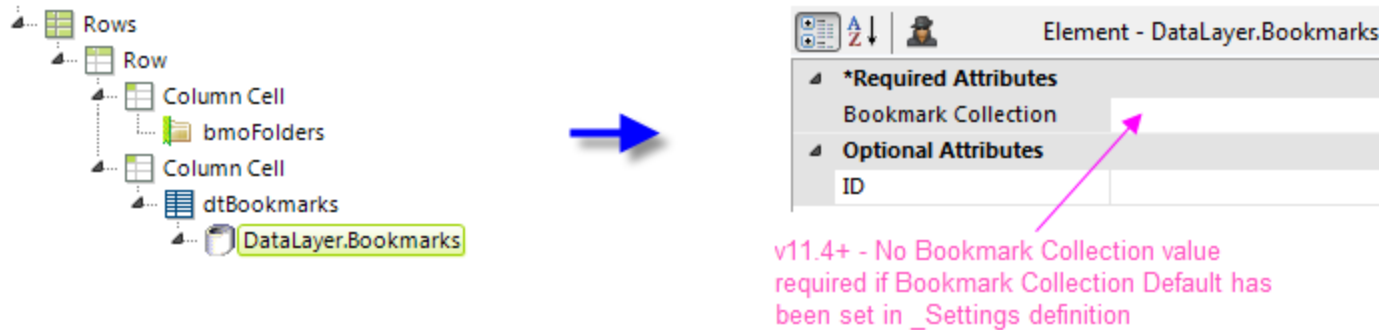 Rows
Row
Column Cell
bmoFolders
Column Cell
dtBookmarks
DataLayer.Bookmarks
A
Z
Element - DataLayer.Bookmarks
*Required Attributes
Bookmark Collection
Optional Attributes
ID
v11.4+ - No Bookmark Collection value
required if Bookmark Collection Default has
been set in _Settings definition